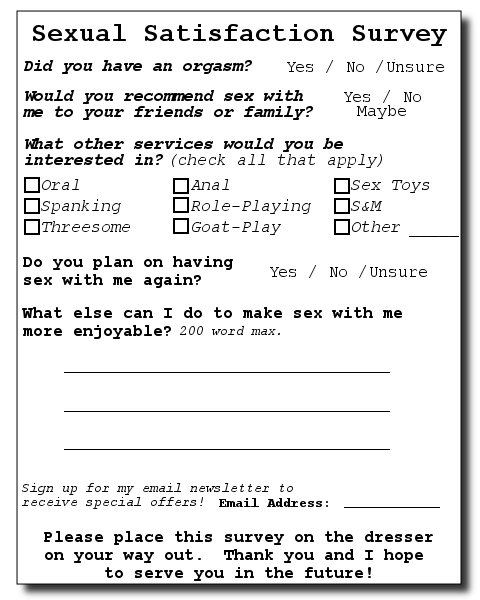 Sexual Satisfaction Survey
Did you have an orgasm? Yes / No /Unsure
Would you recommend sex with Yes / No
me to your friends or family? Maybe
What other services would you be
interested in? (check all that apply)
Oral Anal Sex Toys
Spanking Role-Playing S&M
Threesome Goat-Play Other _____
Do you plan on having
sex with me again? Yes / No /Unsure
What else can I do to make sex with me
more enjoyable? 200 word max.
Sign up for my email newsletter to
receive special offers! Email Address: __________
Please place this survey on the dresser
on your way out. Thank you and I hope
to serve you in the future!